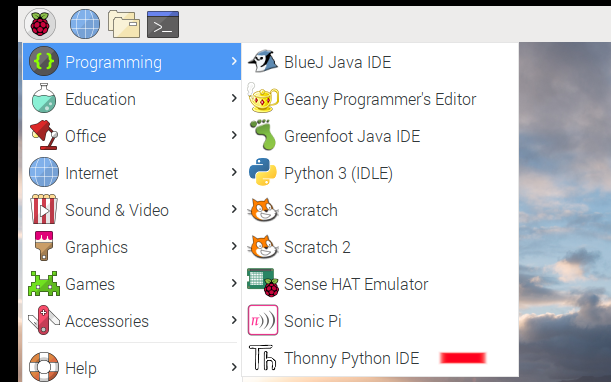 Programming
Education
Office
Internet
Sound & Video
Graphics
Games
Accessories
Help
BlueJ Java IDE
Geany Programmer's Editor
Greenfoot Java IDE
Python 3 (IDLE)
Scratch
Scratch 2
Sense HAT Emulator
π)))
Sonic Pi
Th
Thonny Python IDE